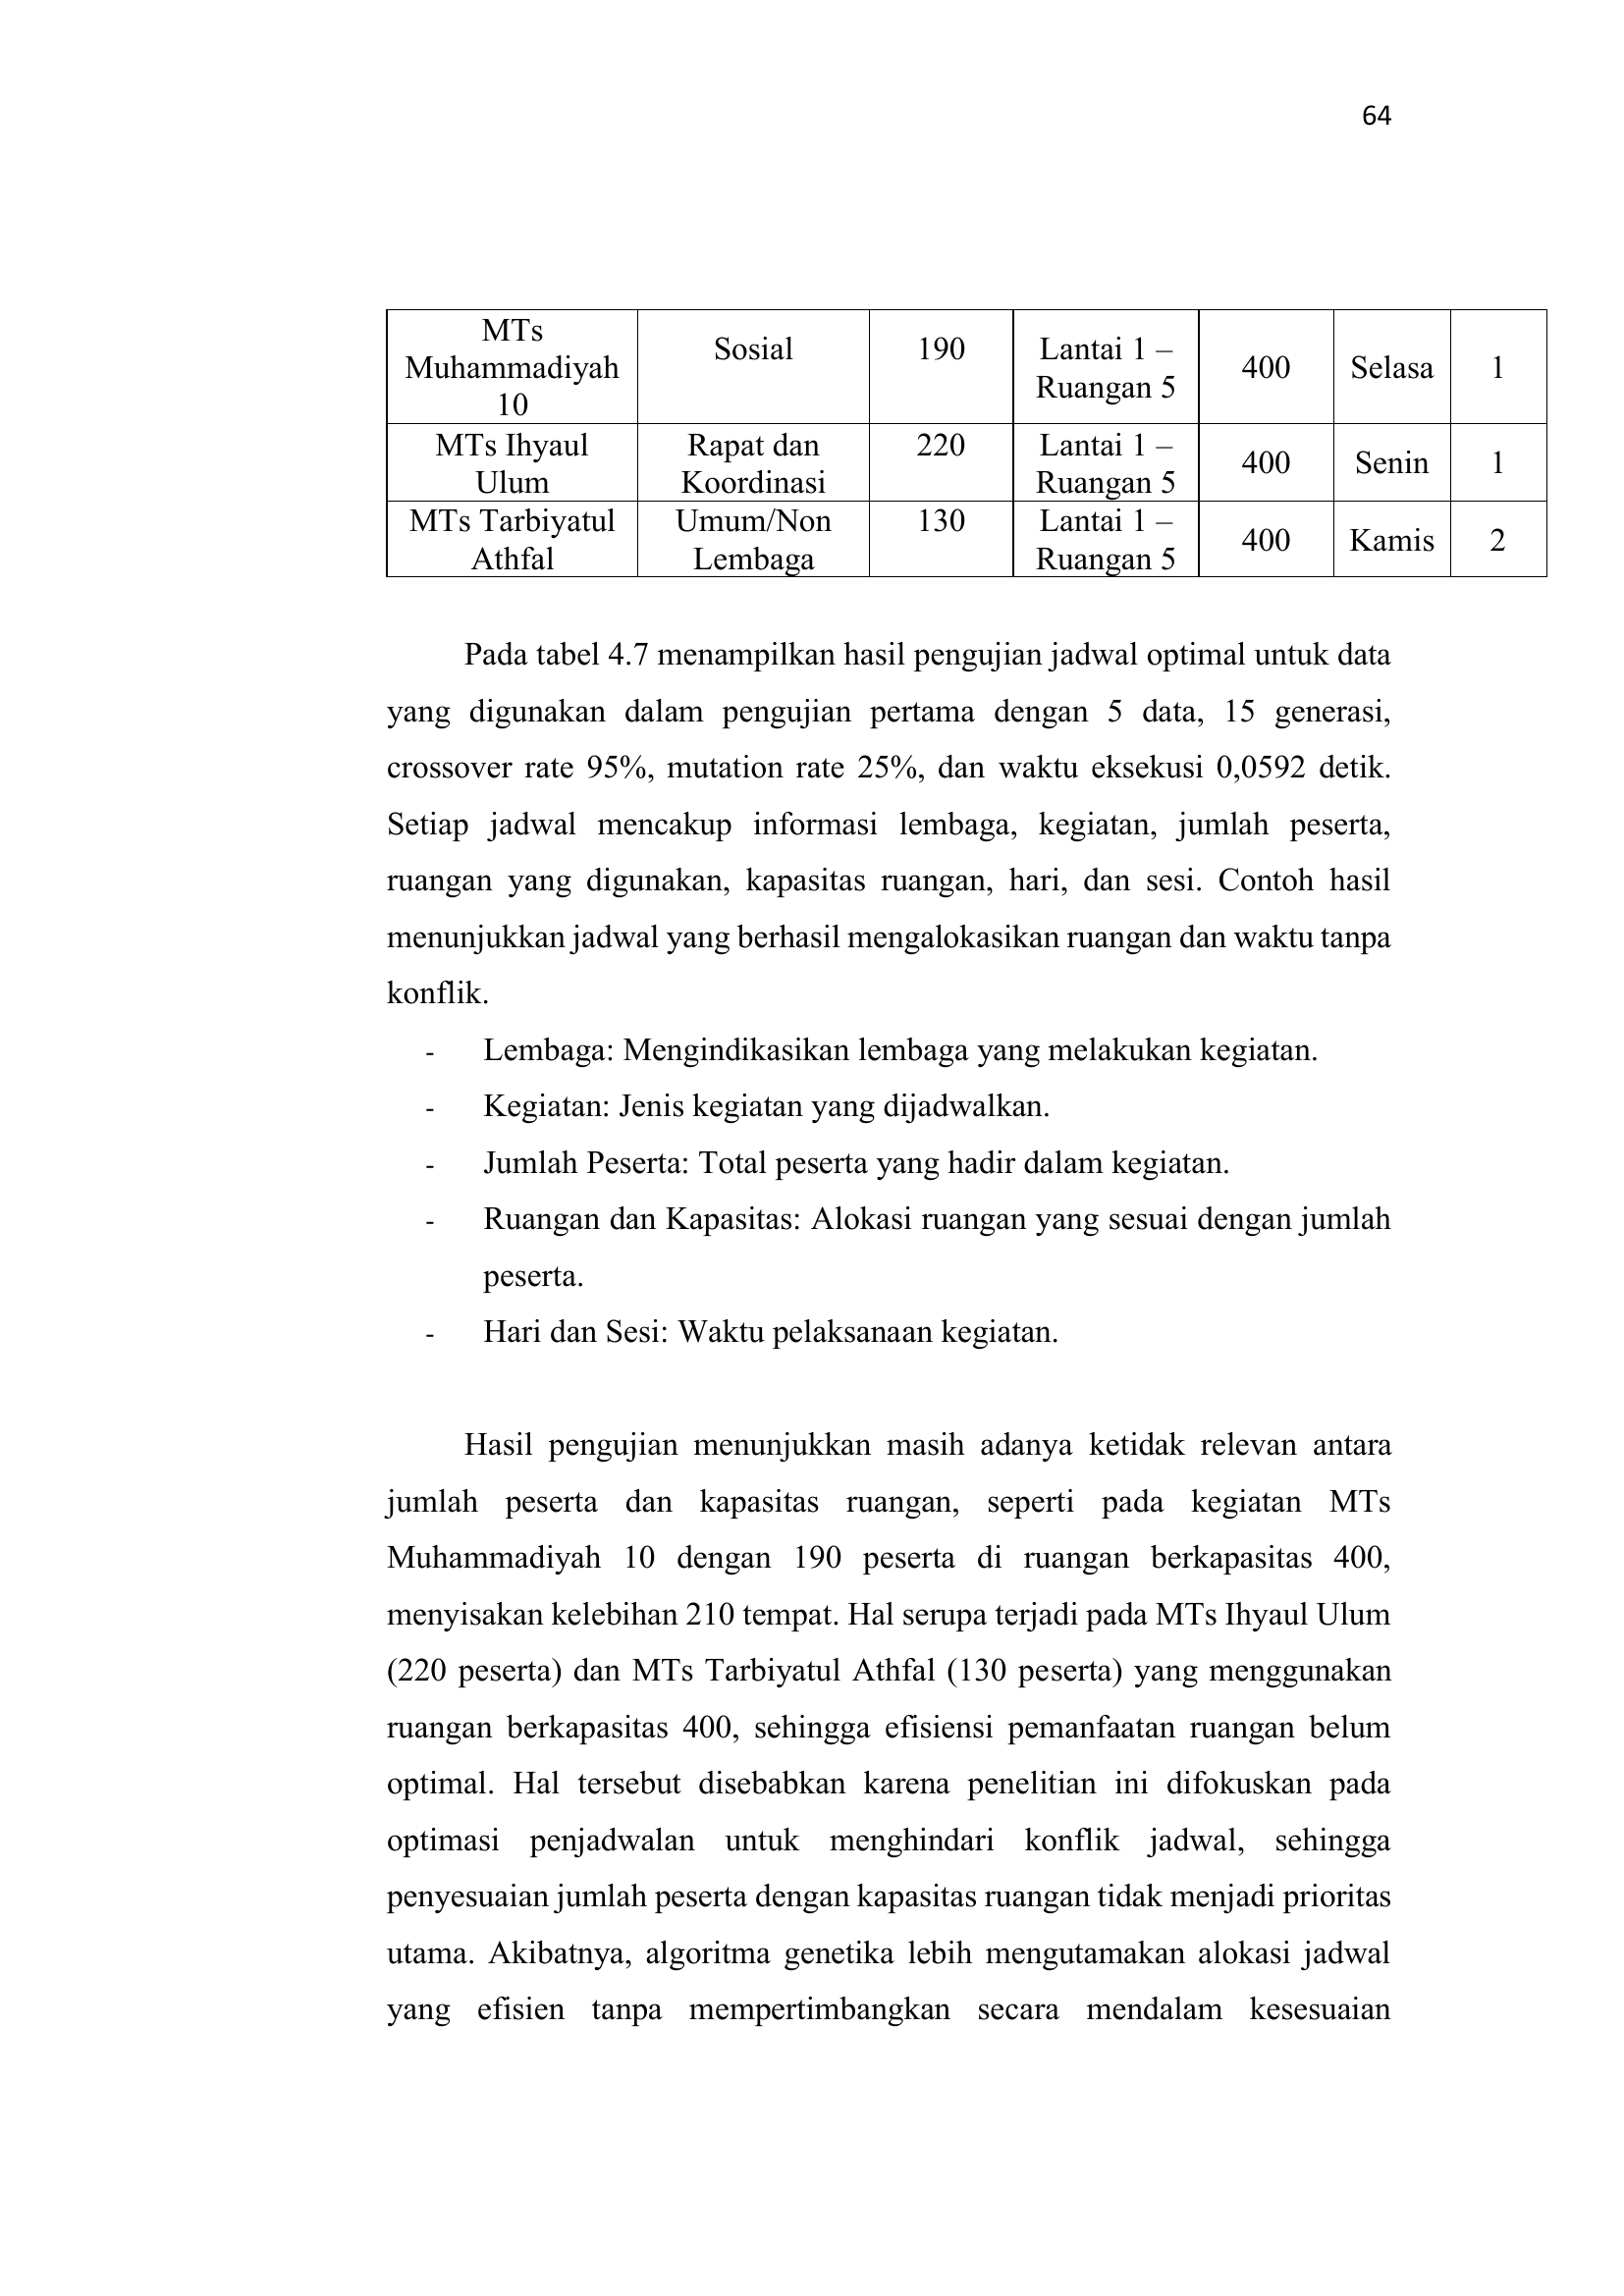 64
MTs
Muhammadiyah
10
Sosial
190
Lantai 1 –
Ruangan 5
400
Selasa
1
MTs Ihyaul
Ulum
Rapat dan
Koordinasi
220
Lantai 1 –
Ruangan 5
400
Senin
1
MTs Tarbiyatul
Athfal
Umum/Non
Lembaga
130
Lantai 1 –
Ruangan 5
400
Kamis
2
Pada tabel 4.7 menampilkan hasil pengujian jadwal optimal untuk data
yang digunakan dalam pengujian pertama dengan 5 data, 15 generasi,
crossover rate 95%, mutation rate 25%, dan waktu eksekusi 0,0592 detik.
Setiap jadwal mencakup informasi lembaga, kegiatan, jumlah peserta,
ruangan yang digunakan, kapasitas ruangan, hari, dan sesi. Contoh hasil
menunjukkan jadwal yang berhasil mengalokasikan ruangan dan waktu tanpa
konflik.
- Lembaga: Mengindikasikan lembaga yang melakukan kegiatan.
- Kegiatan: Jenis kegiatan yang dijadwalkan.
- Jumlah Peserta: Total peserta yang hadir dalam kegiatan.
- Ruangan dan Kapasitas: Alokasi ruangan yang sesuai dengan jumlah
peserta.
- Hari dan Sesi: Waktu pelaksanaan kegiatan.
Hasil pengujian menunjukkan masih adanya ketidak relevan antara
jumlah peserta dan kapasitas ruangan, seperti pada kegiatan MTs
Muhammadiyah 10 dengan 190 peserta di ruangan berkapasitas 400,
menyisakan kelebihan 210 tempat. Hal serupa terjadi pada MTs Ihyaul Ulum
(220 peserta) dan MTs Tarbiyatul Athfal (130 peserta) yang menggunakan
ruangan berkapasitas 400, sehingga efisiensi pemanfaatan ruangan belum
optimal. Hal tersebut disebabkan karena penelitian ini difokuskan pada
optimasi penjadwalan untuk menghindari konflik jadwal, sehingga
penyesuaian jumlah peserta dengan kapasitas ruangan tidak menjadi prioritas
utama. Akibatnya, algoritma genetika lebih mengutamakan alokasi jadwal
yang efisien tanpa mempertimbangkan secara mendalam kesesuaian